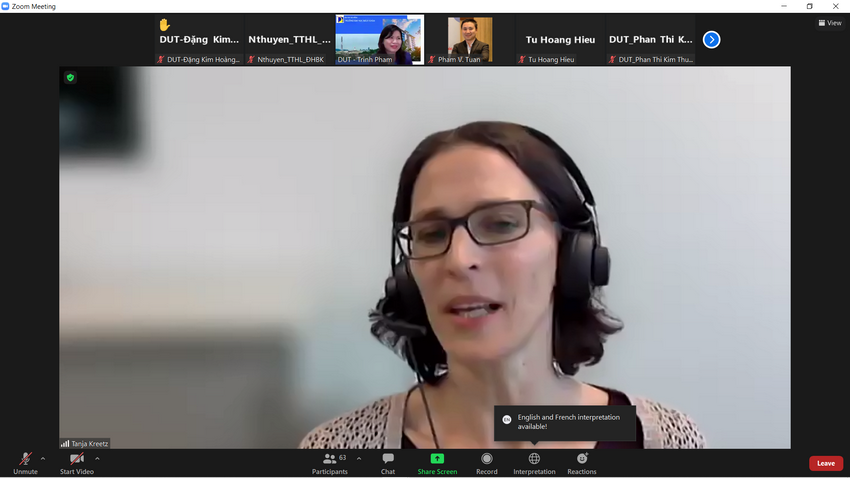 Zoom Meeting
View
DUT-Đặng Kim...
Nthuyen_TTHL_...
Tu Hoang Hieu
DUT_Phan Thi K...
DUT-Đặng Kim Hoàng...
Nthuyen_TTHL_ĐHBK
DUT - Trinh Pham
Pham V. Tuan
Tu Hoang Hieu
DUT_Phan Thi Kim Thu...
English and French interpretation
available!
EN
Tanja Kreetz
63
Unmute
Start Video
Participants
Chat
Share Screen
Record
Interpretation
Reactions
Leave